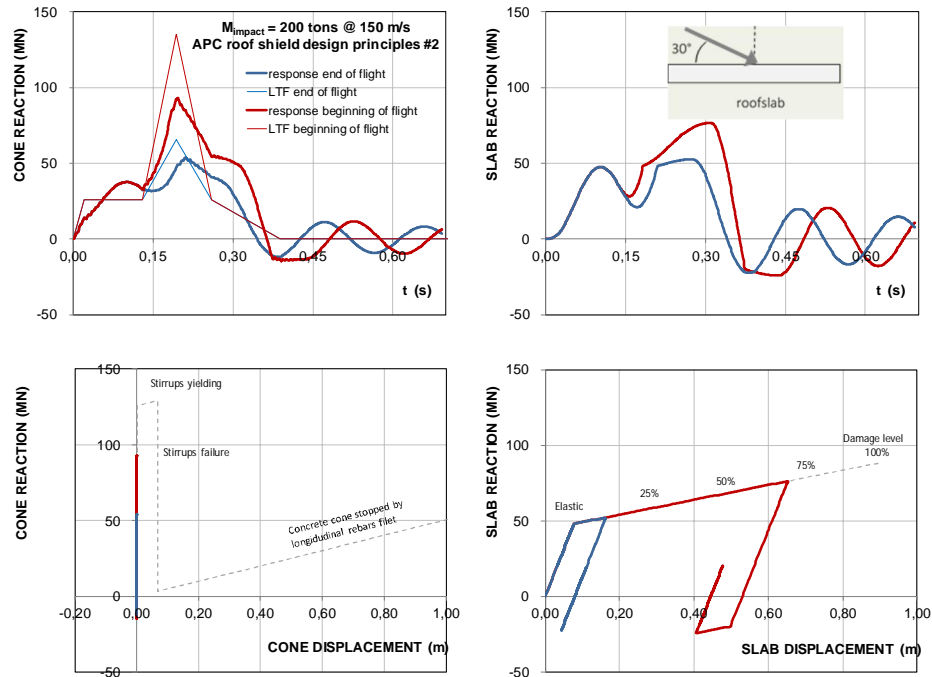 150
100
50
0
-50
CONE REACTION (MN)
M impact = 200 tons @ 150 m/s
APC roof shield design principles #2
response end of flight
LTF end of flight
response beginning of flight
LTF beginning of flight
0,00 0,15 0,30 0,45 0,60
t (s)
150
100
50
0
-50
SLAB REACTION (MN)
30°
roofslab
0,00 0,15 0,30 0,45 0,60
t (s)
150
100
50
0
-50
CONE REACTION (MN)
Stirrups yielding
Stirrups failure
Concrete cone stopped by
longidudinal rebars filet
-0,20 0,00 0,20 0,40 0,60 0,80 1,00
CONE DISPLACEMENT (m)
150
100
50
0
-50
SLAB REACTION (MN)
Damage level
100%
75%
50%
25%
Elastic
0,00 0,20 0,40 0,60 0,80 1,00
SLAB DISPLACEMENT (m)